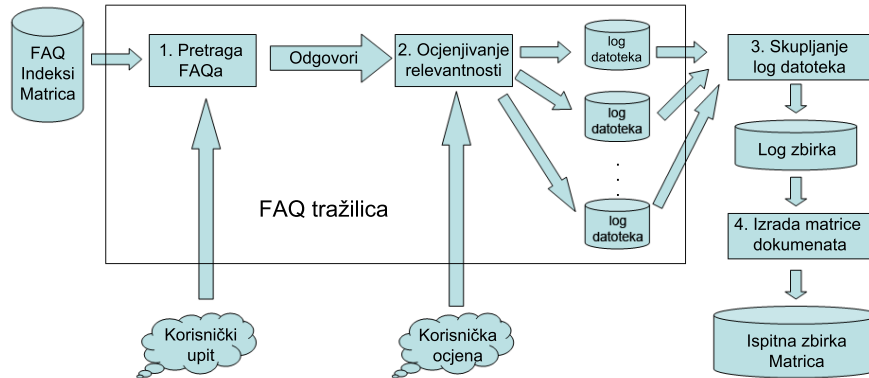 FAQ
Indeksi
Matrica
1. Pretraga
FAQa
Odgovori
2. Ocjenjivanje
relevantnosti
log
datoteka
log
datoteka
.
.
.
log
datoteka
3. Skupljanje
log datoteka
Log zbirka
4. Izrada matrice
dokumenata
Ispitna zbirka
Matrica
FAQ tražilica
Korisnički
upit
Korisnička
ocjena